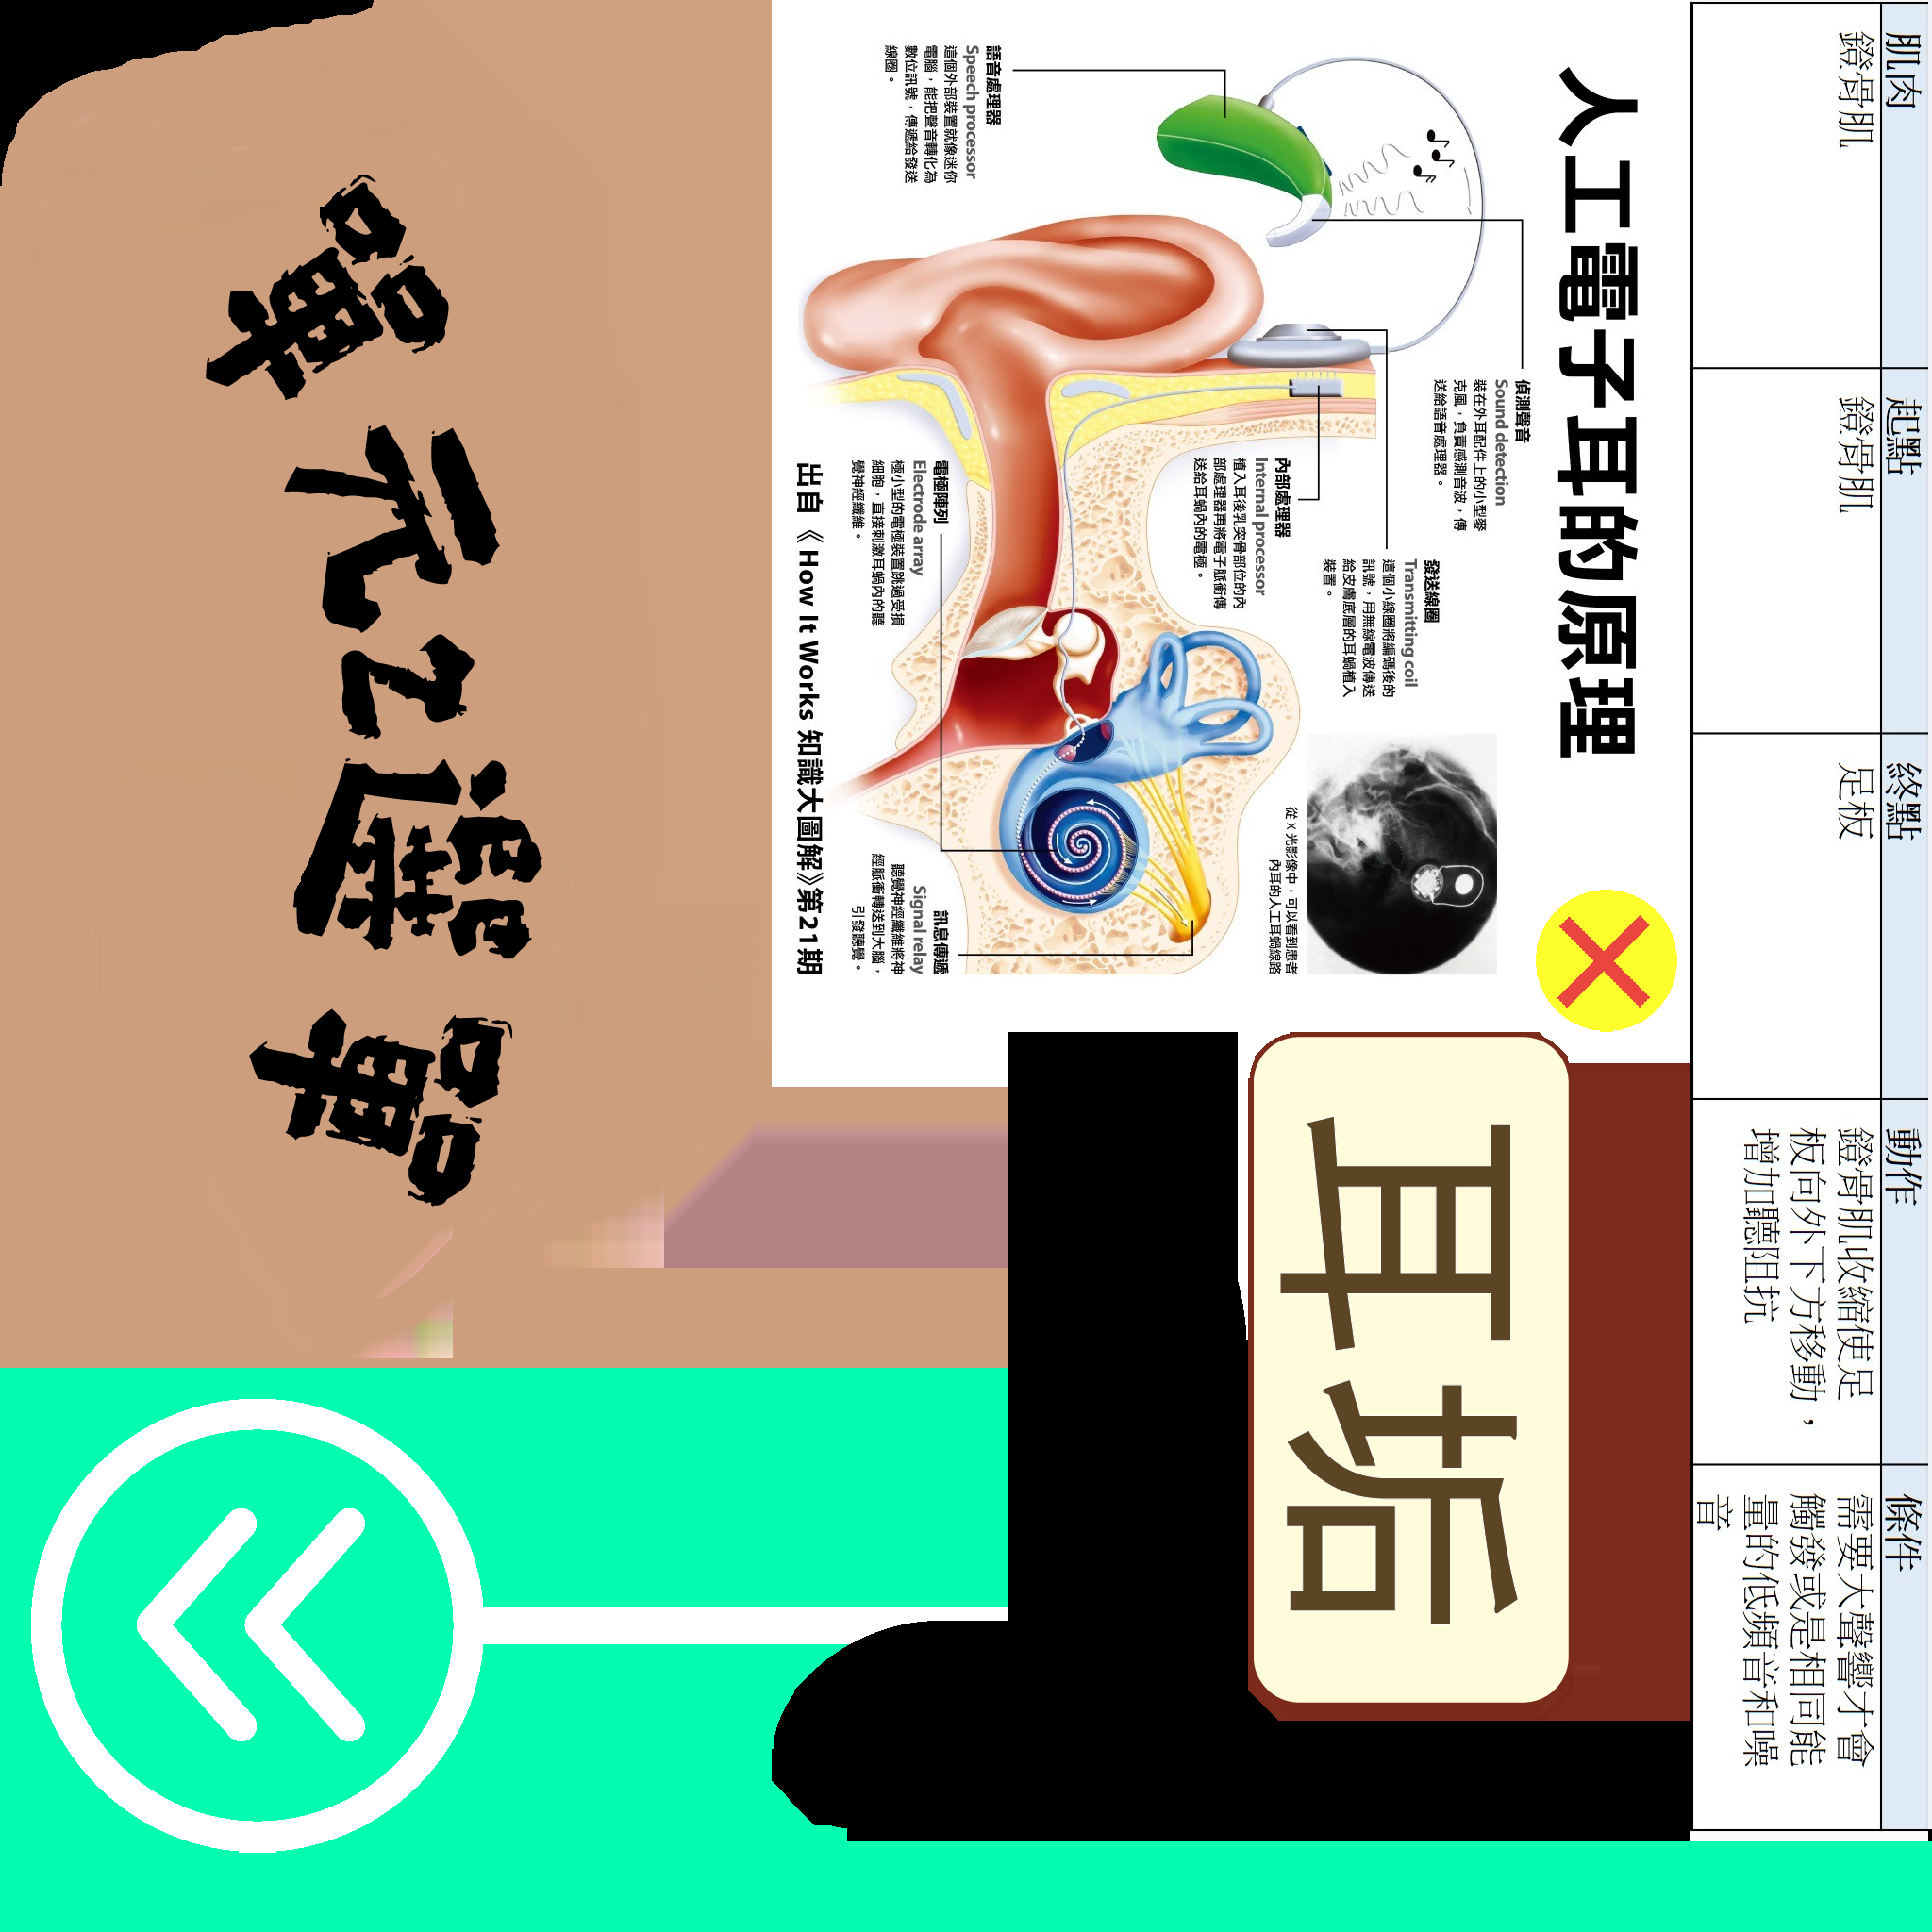 肌肉 起點 終點 動作 條件
鐙骨肌
鐙骨肌
足板
鐙骨肌收縮使足
板向外下方移動，
增加聽阻抗
需要大聲響才會
觸發或是相同能
量的低頻音和噪
音
人工電子耳的原理
偵測聲音
Sound detection
裝在外耳配件上的小型麥
克風，負責感測音波，傳
送給語音處理器。
發送線圈
Transmitting coil
這個小線圈將編碼後的
訊號，用無線電波傳送
給皮膚底層的耳蝸植入
裝置。
從 X 光影像中，可以看到患者
內耳的人工耳蝸線路
內部處理器
Internal processor
植入耳後乳突骨部位的內
部處理器再將電子脈衝傳
送給耳蝸內的電極。
語音處理器
Speech processor
這個外部裝置就像迷你
電腦，能把聲音轉化為
數位訊號，傳遞給發送
線圈。
電極陣列
Electrode array
極小型的電極裝置跳過受損
細胞，直接刺激耳蝸內的聽
覺神經纖維。
訊息傳遞
Signal relay
聽覺神經纖維將神
經脈衝轉送到大腦，
引發聽覺。
出自《How It Works 知識大圖解》第21期
耳垢
單元2選單